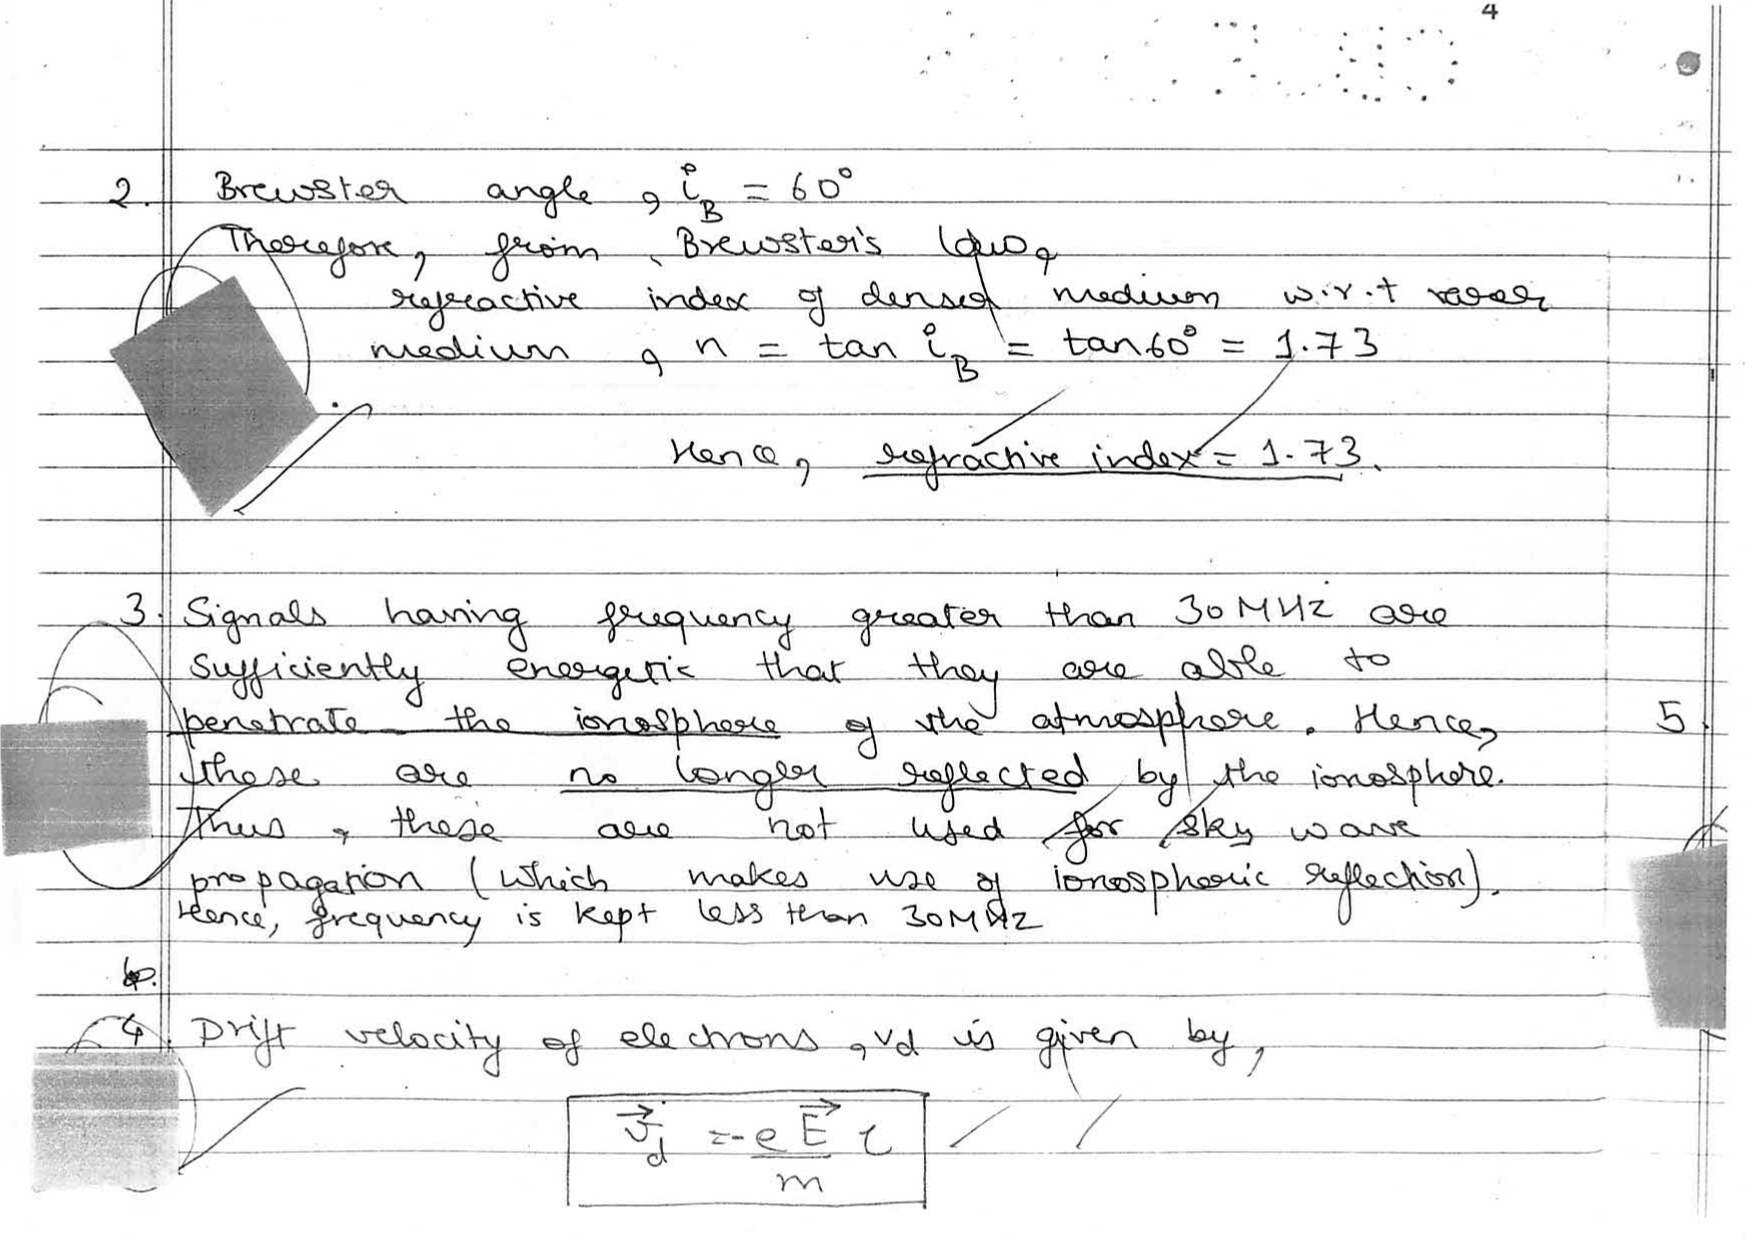 4
2. Brewster angle, i_B = 60°
Therefore, from Brewster's law,
refractive index of denser medium w.r.t rarer
medium, n = tan i_B = tan 60° = 1.73
Hence, refractive index = 1.73.
3. Signals having frequency greater than 30 MHz are
sufficiently energetic that they are able to
penetrate the ionosphere of the atmosphere. Hence,
5
these are no longer reflected by the ionosphere.
Thus, these are not used for sky wave
propagation (which makes use of ionospheric reflection).
Hence, frequency is kept less than 30 MHz
4. Drift velocity of electrons, vd is given by,
v⃗_d = -eE⃗ τ / m